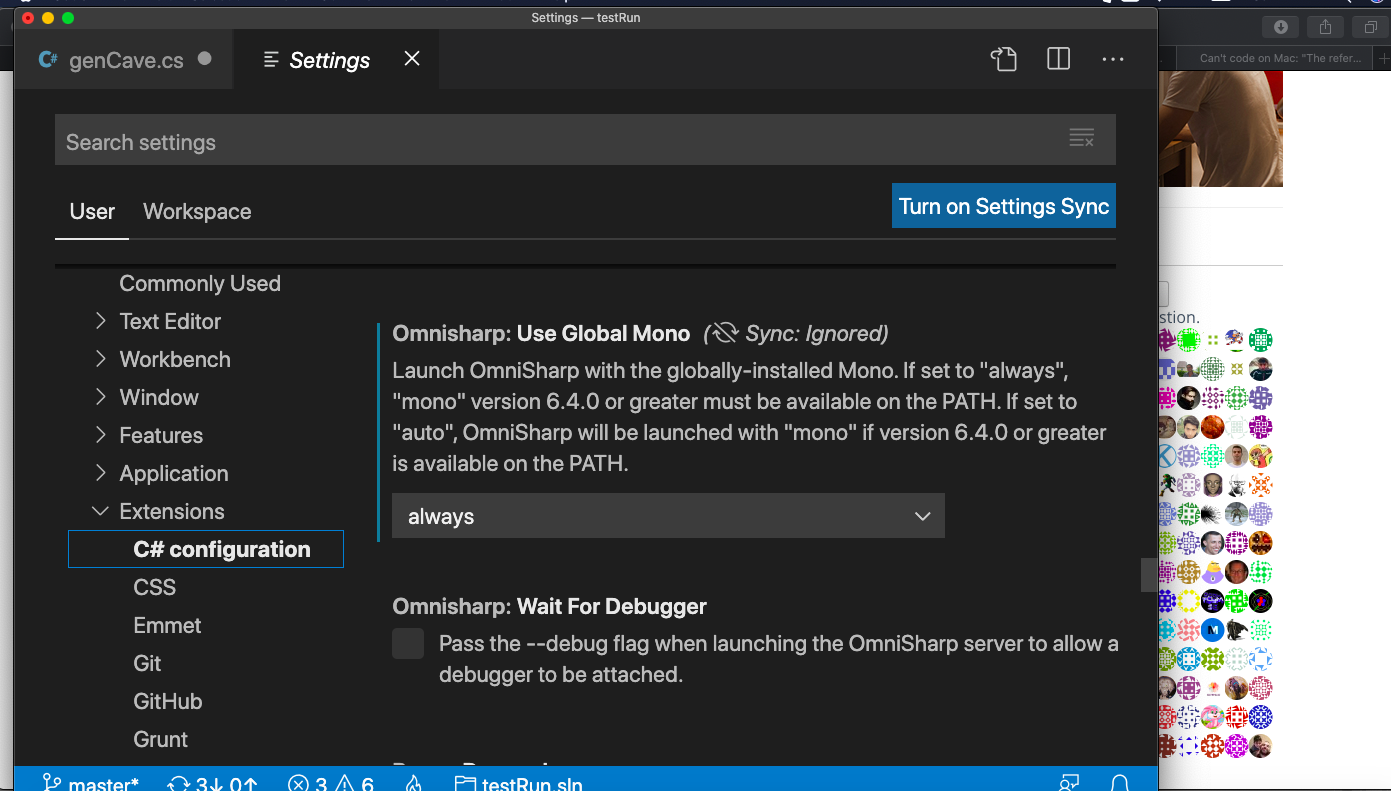 Settings — testRun
genCave.cs
Settings
Can't code on Mac: "The refer...
Search settings
User
Workspace
Turn on Settings Sync
Commonly Used
Text Editor
Workbench
Window
Features
Application
Extensions
C# configuration
CSS
Emmet
Git
GitHub
Grunt
Omnisharp: Use Global Mono (Sync: Ignored)
Launch OmniSharp with the globally-installed Mono. If set to "always",
"mono" version 6.4.0 or greater must be available on the PATH. If set to
"auto", OmniSharp will be launched with "mono" if version 6.4.0 or greater
is available on the PATH.
always
Omnisharp: Wait For Debugger
Pass the --debug flag when launching the OmniSharp server to allow a
debugger to be attached.
stion.
master* 3↓ 0↑ 3 6 testRun.sln